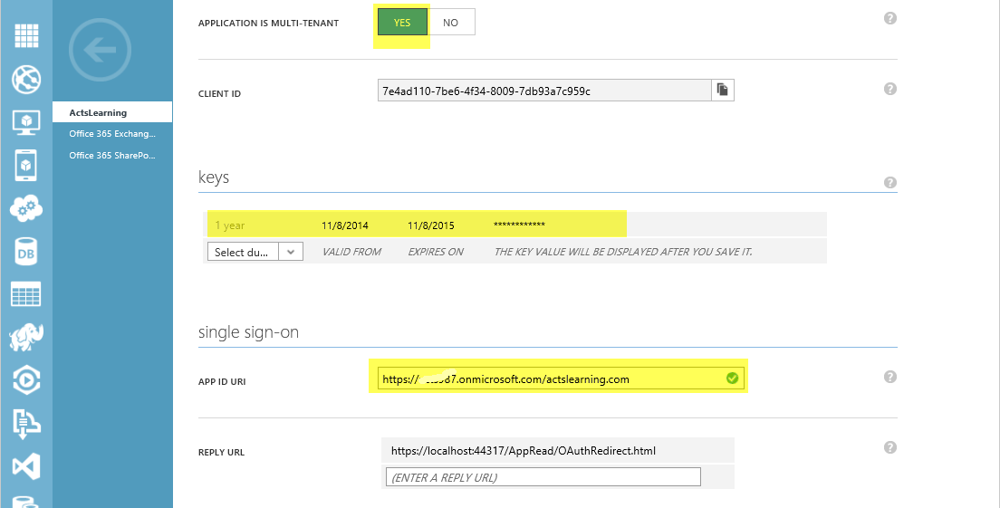 APPLICATION IS MULTI-TENANT YES NO
CLIENT ID 7e4ad110-7be6-4f34-8009-7db93a7c959c
ActsLearning
Office 365 Exchang...
Office 365 SharePo...
keys
1 year 11/8/2014 11/8/2015 ************
Select du... VALID FROM EXPIRES ON THE KEY VALUE WILL BE DISPLAYED AFTER YOU SAVE IT.
DB
single sign-on
APP ID URI https:// 87.onmicrosoft.com/actslearning.com
REPLY URL https://localhost:44317/AppRead/OAuthRedirect.html
(ENTER A REPLY URL)